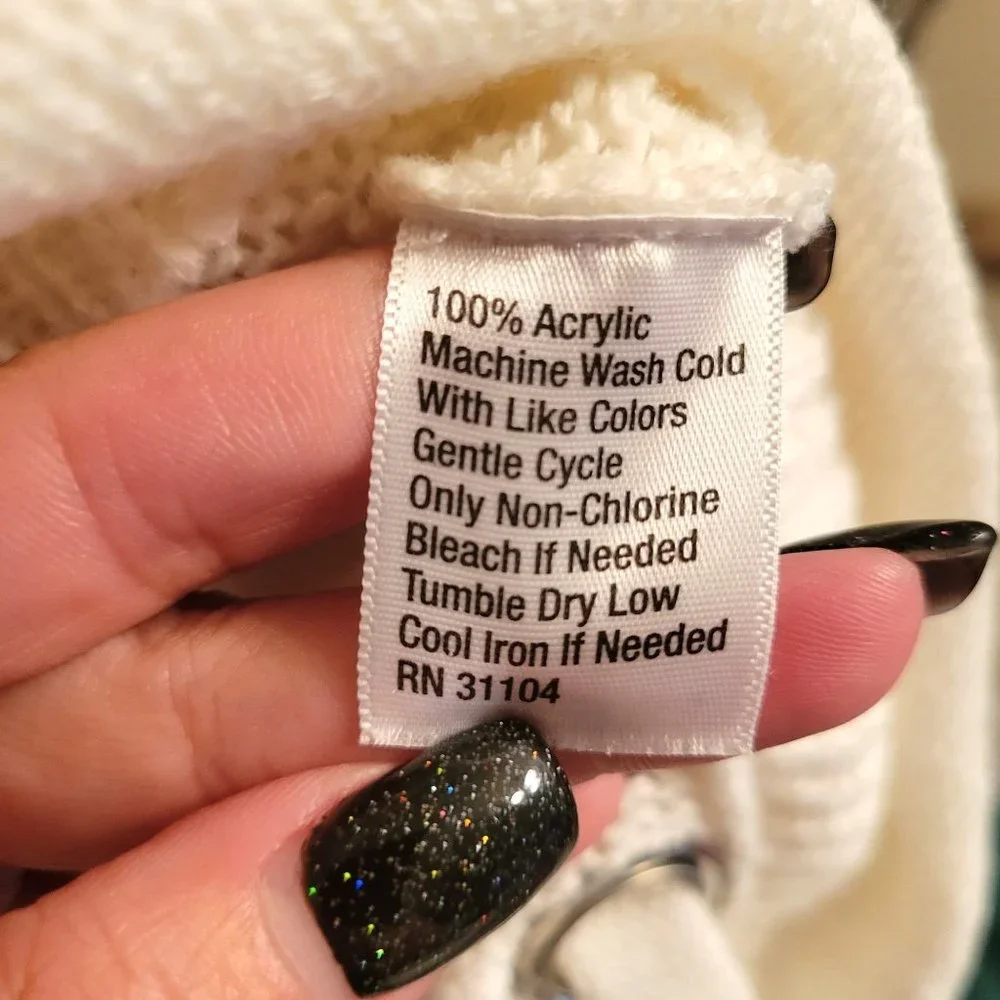 100% Acrylic
Machine Wash Cold
With Like Colors
Gentle Cycle
Only Non-Chlorine
Bleach If Needed
Tumble Dry Low
Cool Iron If Needed
RN 31104